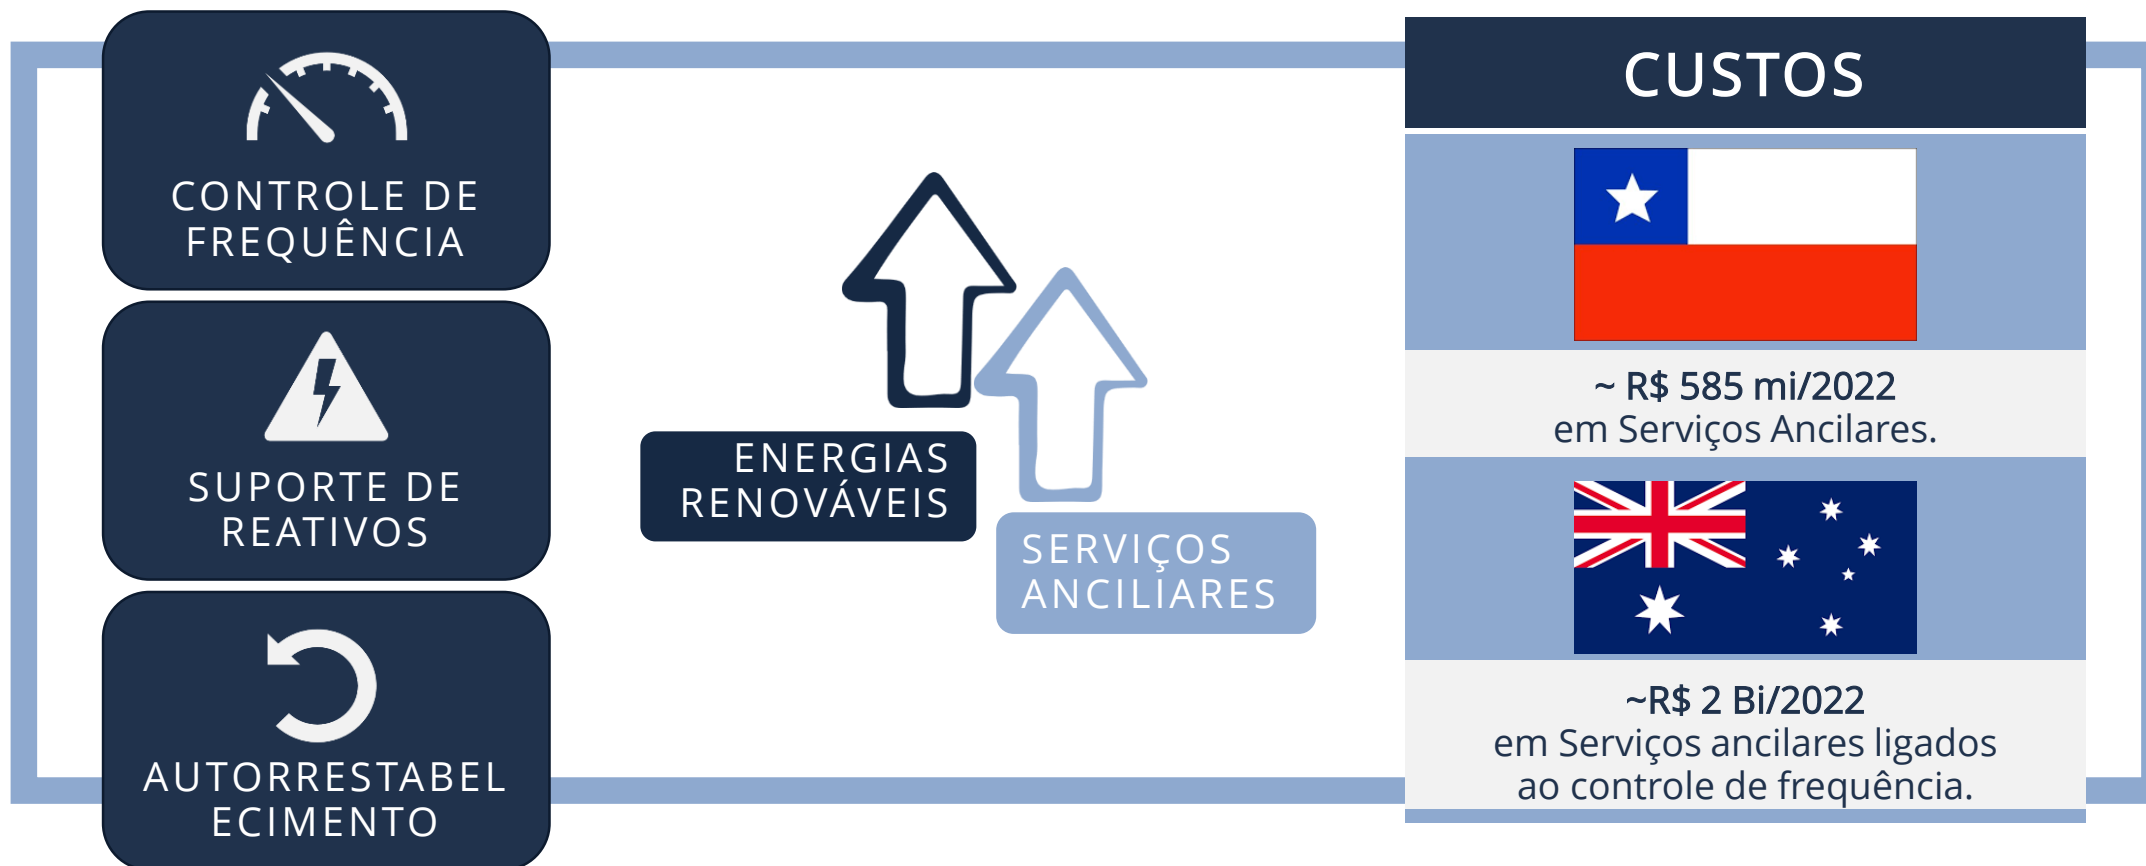 CONTROLE DE
FREQUÊNCIA
SUPORTE DE
REATIVOS
AUTORRESTABEL
ECIMENTO
ENERGIAS
RENOVÁVEIS
SERVIÇOS
ANCILIARES
CUSTOS
~ R$ 585 mi/2022
em Serviços Ancilares.
~R$ 2 Bi/2022
em Serviços ancilares ligados
ao controle de frequência.